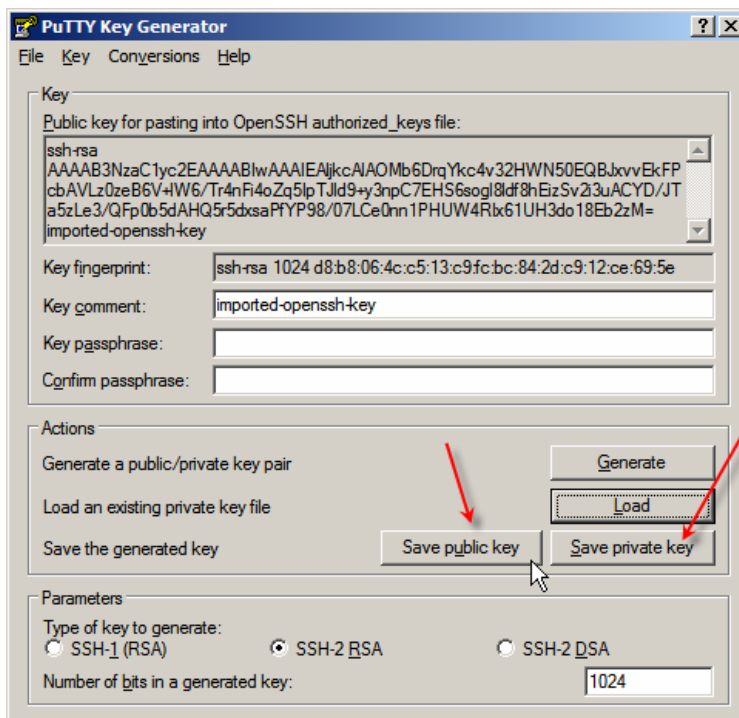 PuTTY Key Generator
File Key Conversions Help
Key
Public key for pasting into OpenSSH authorized_keys file:
ssh-rsa
AAAAB3NzaC1yc2EAAAABIwAAAIEAjkcAlAOMb6DrqYkc4v32HWN50EQBJxvvEkFP
cbAVLz0zeB6V+lW6/Tr4nFi4oZq5lpTJld9+y3npC7EHS6sogI8ldf8hEizSv2i3uACYD/JT
a5zLe3/QFp0b5dAHQ5r5dxsaPfYP98/07LCe0nn1PHUW4Rlx61UH3do18Eb2zM=
imported-openssh-key
Key fingerprint: ssh-rsa 1024 d8:b8:06:4c:c5:13:c9:fc:bc:84:2d:c9:12:ce:69:5e
Key comment: imported-openssh-key
Key passphrase:
Confirm passphrase:
Actions
Generate a public/private key pair Generate
Load an existing private key file Load
Save the generated key Save public key Save private key
Parameters
Type of key to generate:
SSH-1 (RSA) SSH-2 RSA SSH-2 DSA
Number of bits in a generated key: 1024